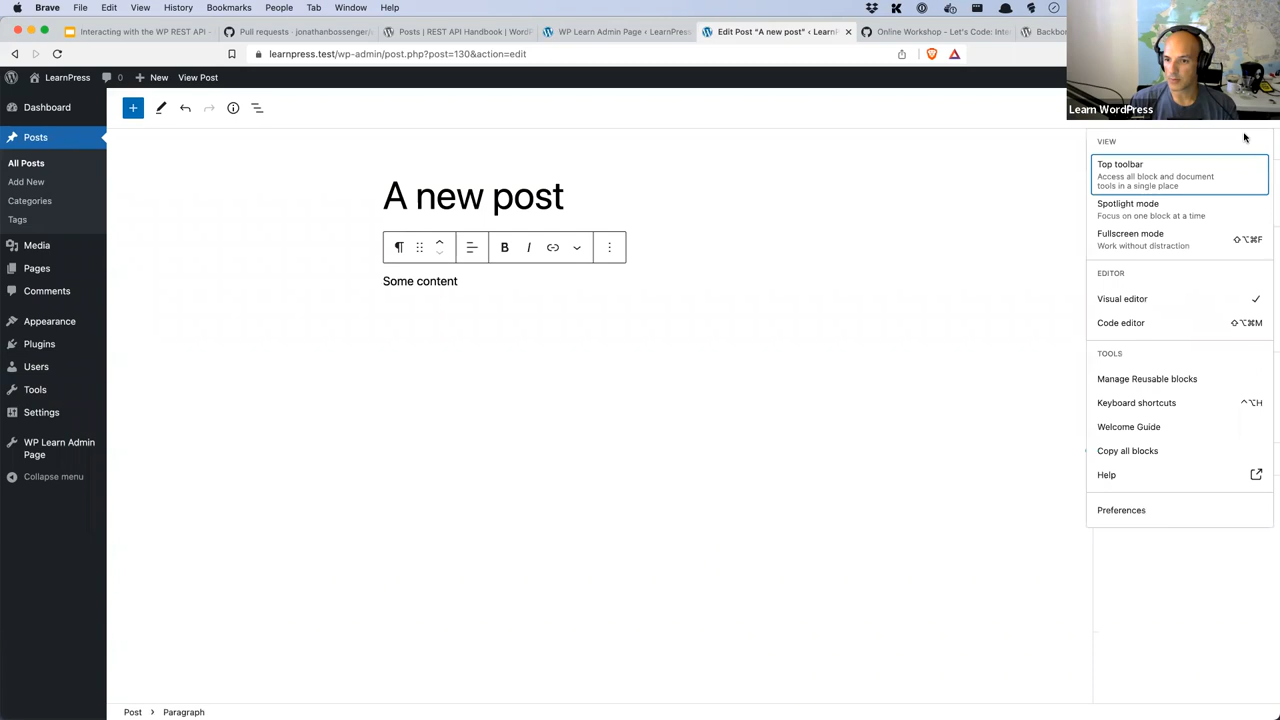 Brave File Edit View History Bookmarks People Tab Window Help
Interacting with the WP REST API -
Pull requests · jonathanbossenger/
Posts | REST API Handbook | WordP
WP Learn Admin Page ‹ LearnPress
Edit Post "A new post" ‹ LearnP
Online Workshop - Let's Code: Inte
Backbon
learnpress.test/wp-admin/post.php?post=130&action=edit
LearnPress 0 New View Post
Learn WordPress
Dashboard
Posts
All Posts
Add New
Categories
Tags
Media
Pages
Comments
Appearance
Plugins
Users
Tools
Settings
WP Learn Admin
Page
Collapse menu
A new post
B I
Some content
VIEW
Top toolbar
Access all block and document
tools in a single place
Spotlight mode
Focus on one block at a time
Fullscreen mode ⇧⌥⌘F
Work without distraction
EDITOR
Visual editor
Code editor ⇧⌥⌘M
TOOLS
Manage Reusable blocks
Keyboard shortcuts ⌃⌥H
Welcome Guide
Copy all blocks
Help
Preferences
Post › Paragraph